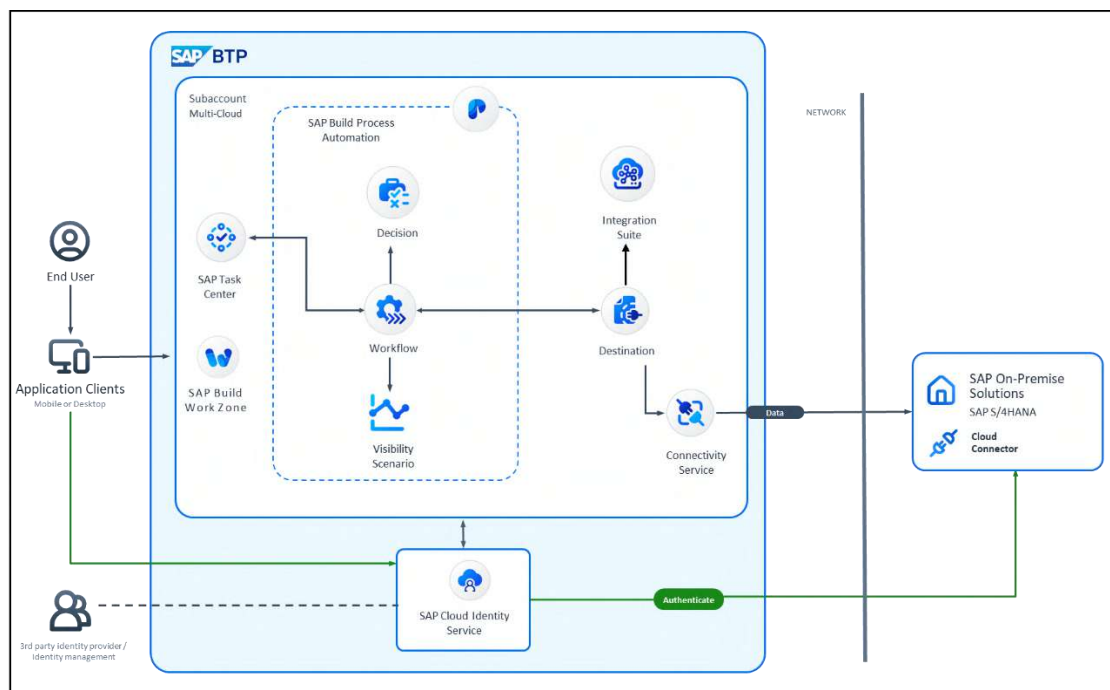 SAP BTP
Subaccount
Multi-Cloud
SAP Build Process
Automation
NETWORK
Decision
Integration
Suite
End User
SAP Task
Center
Workflow
Destination
Application Clients
Mobile or Desktop
SAP Build
Work Zone
Visibility
Scenario
Connectivity
Service
Data
SAP On-Premise
Solutions
SAP S/4HANA
Cloud
Connector
SAP Cloud Identity
Service
Authenticate
3rd party identity provider /
Identity management